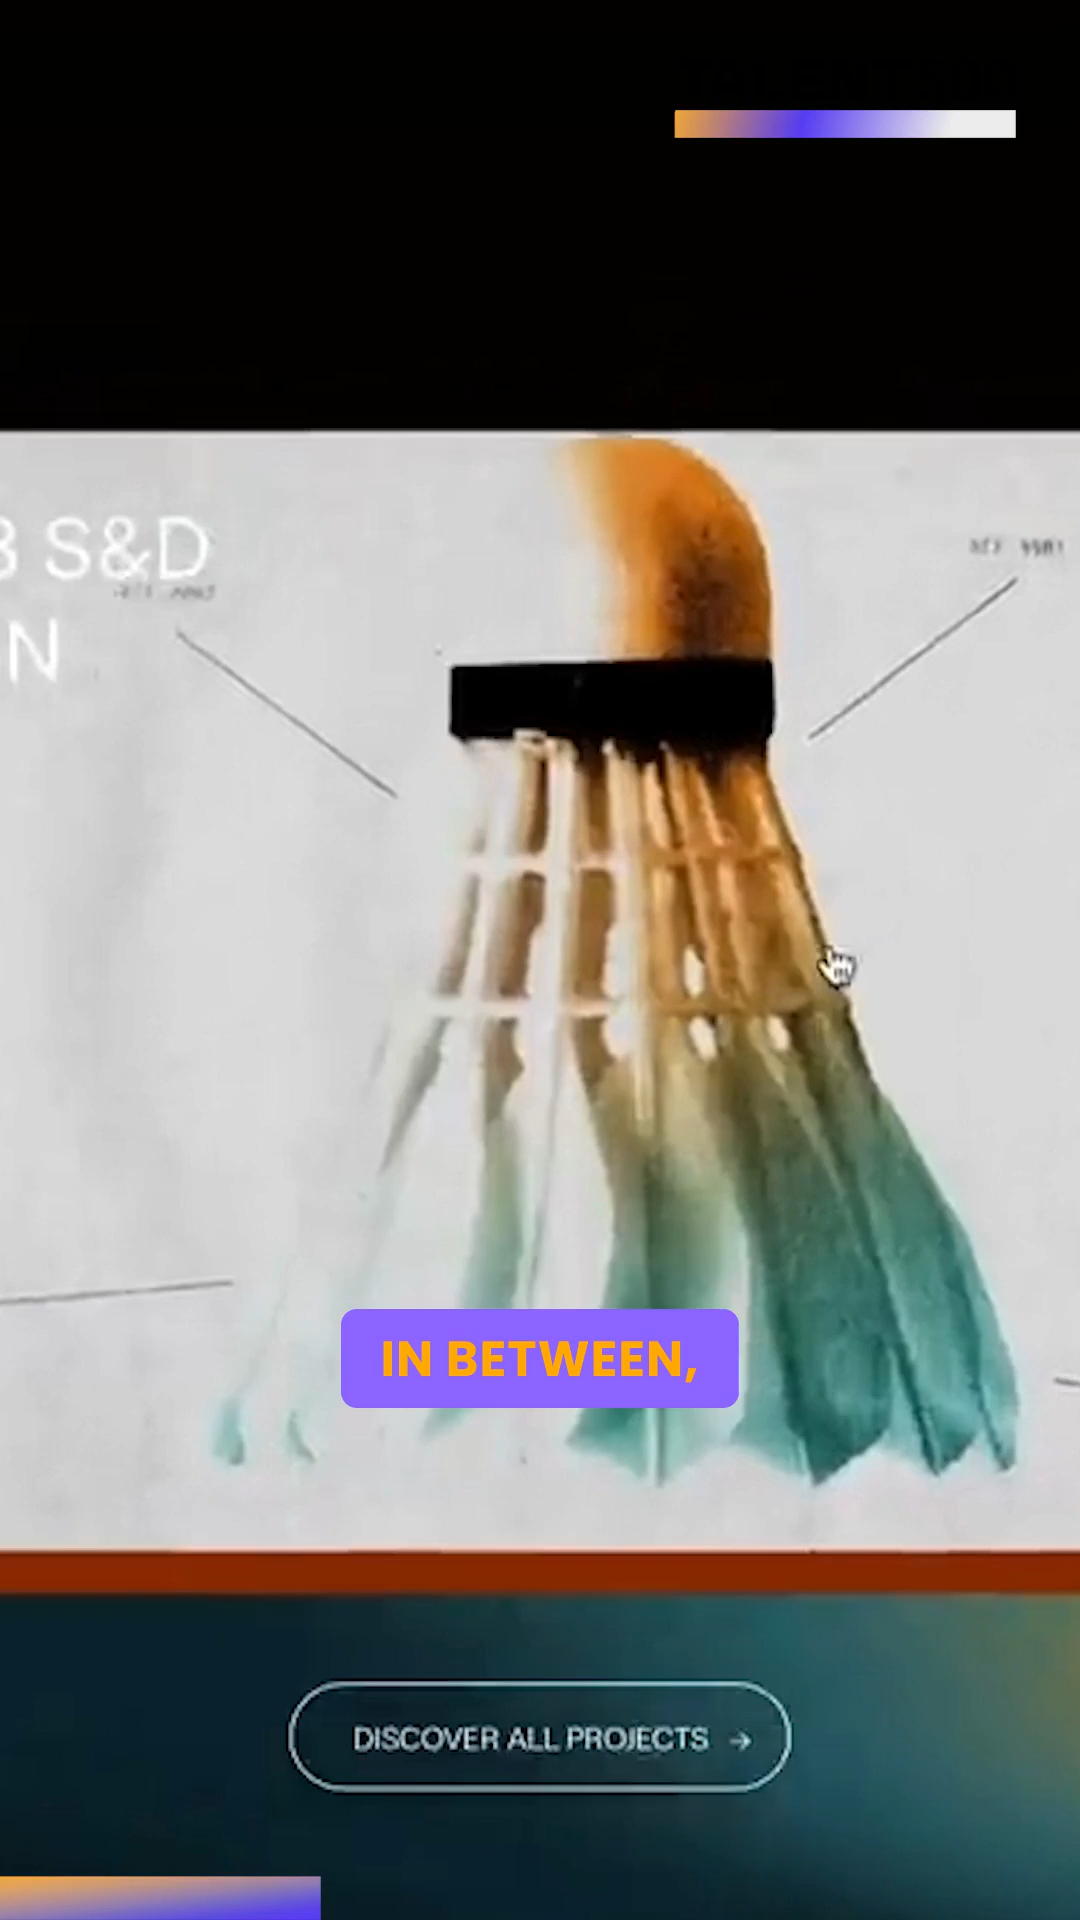 S&D
N
IN BETWEEN,
DISCOVER ALL PROJECTS →